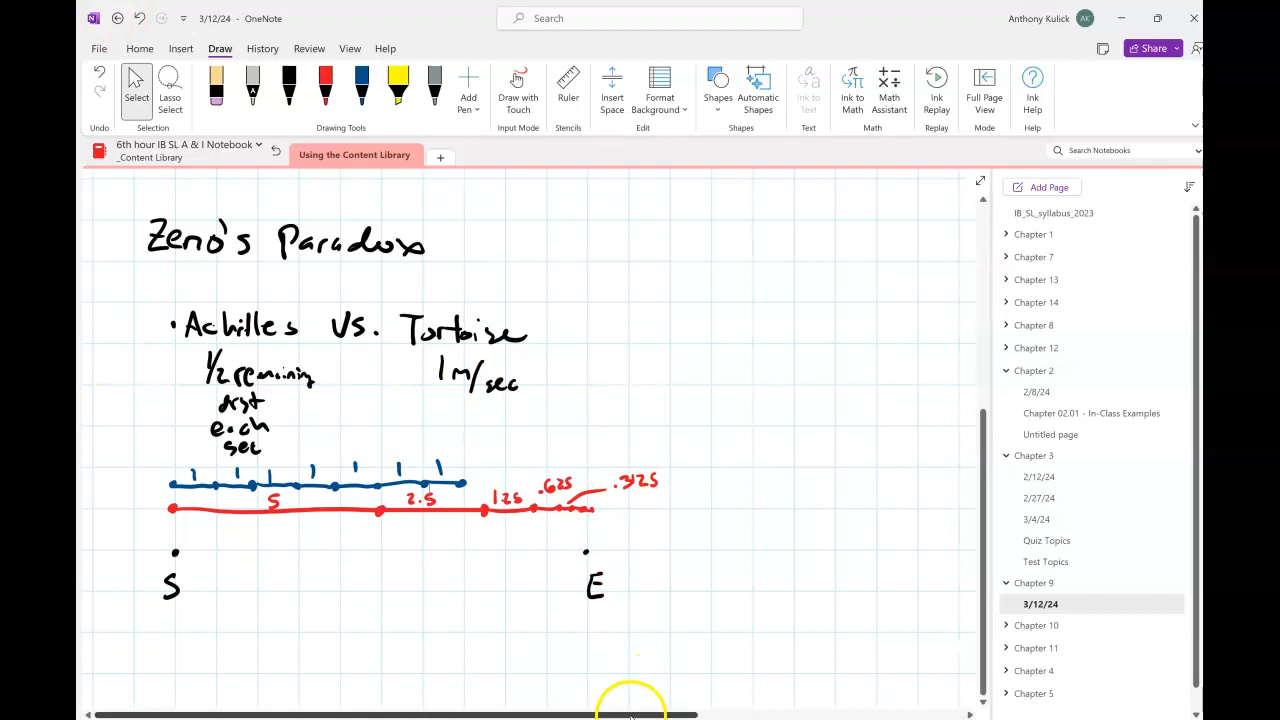 3/12/24 - OneNote
Search
Anthony Kulick
AK
File Home Insert Draw History Review View Help
Share
Select
Lasso Select
Add Pen
Draw with Touch
Ruler
Insert Space
Format Background
Shapes
Automatic Shapes
Ink to Text
Ink to Math
Math Assistant
Ink Replay
Full Page View
Ink Help
Undo Selection Drawing Tools Input Mode Stencils Edit Shapes Text Math Replay Mode Help
6th hour IB SL A & I Notebook
_Content Library
Using the Content Library
Search Notebooks
Add Page
IB_SL_syllabus_2023
Chapter 1
Chapter 7
Chapter 13
Chapter 14
Chapter 8
Chapter 12
Chapter 2
2/8/24
Chapter 02.01 - In-Class Examples
Untitled page
Chapter 3
2/12/24
2/27/24
3/4/24
Quiz Topics
Test Topics
Chapter 9
3/12/24
Chapter 10
Chapter 11
Chapter 4
Chapter 5
Zeno's Paradox
· Achilles Vs. Tortoise
1/2 remaining 1 m/sec
dist
each
sec
1 1 1 1 1 1 1
5 2.5 1.25 .625 .3125
S E